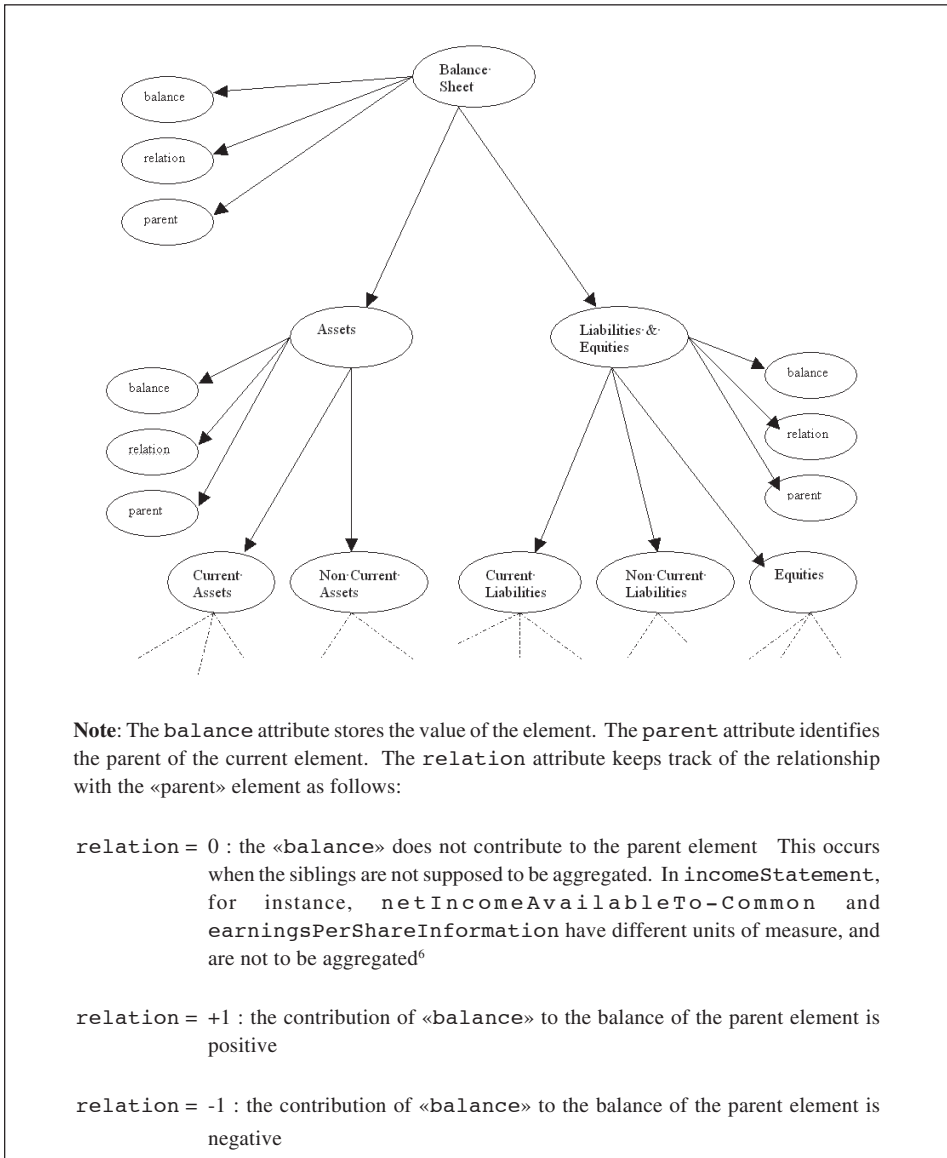 Balance·
Sheet
balance
relation
parent
Assets
Liabilities·&·
Equities
balance
relation
parent
balance
relation
parent
Current·
Assets
Non·Current·
Assets
Current·
Liabilities
Non·Current·
Liabilities
Equities
Note: The balance attribute stores the value of the element. The parent attribute identifies
the parent of the current element. The relation attribute keeps track of the relationship
with the «parent» element as follows:
relation = 0 : the «balance» does not contribute to the parent element This occurs
when the siblings are not supposed to be aggregated. In incomeStatement,
for instance, netIncomeAvailableTo-Common and
earningsPerShareInformation have different units of measure, and
are not to be aggregated⁶
relation = +1 : the contribution of «balance» to the balance of the parent element is
positive
relation = -1 : the contribution of «balance» to the balance of the parent element is
negative